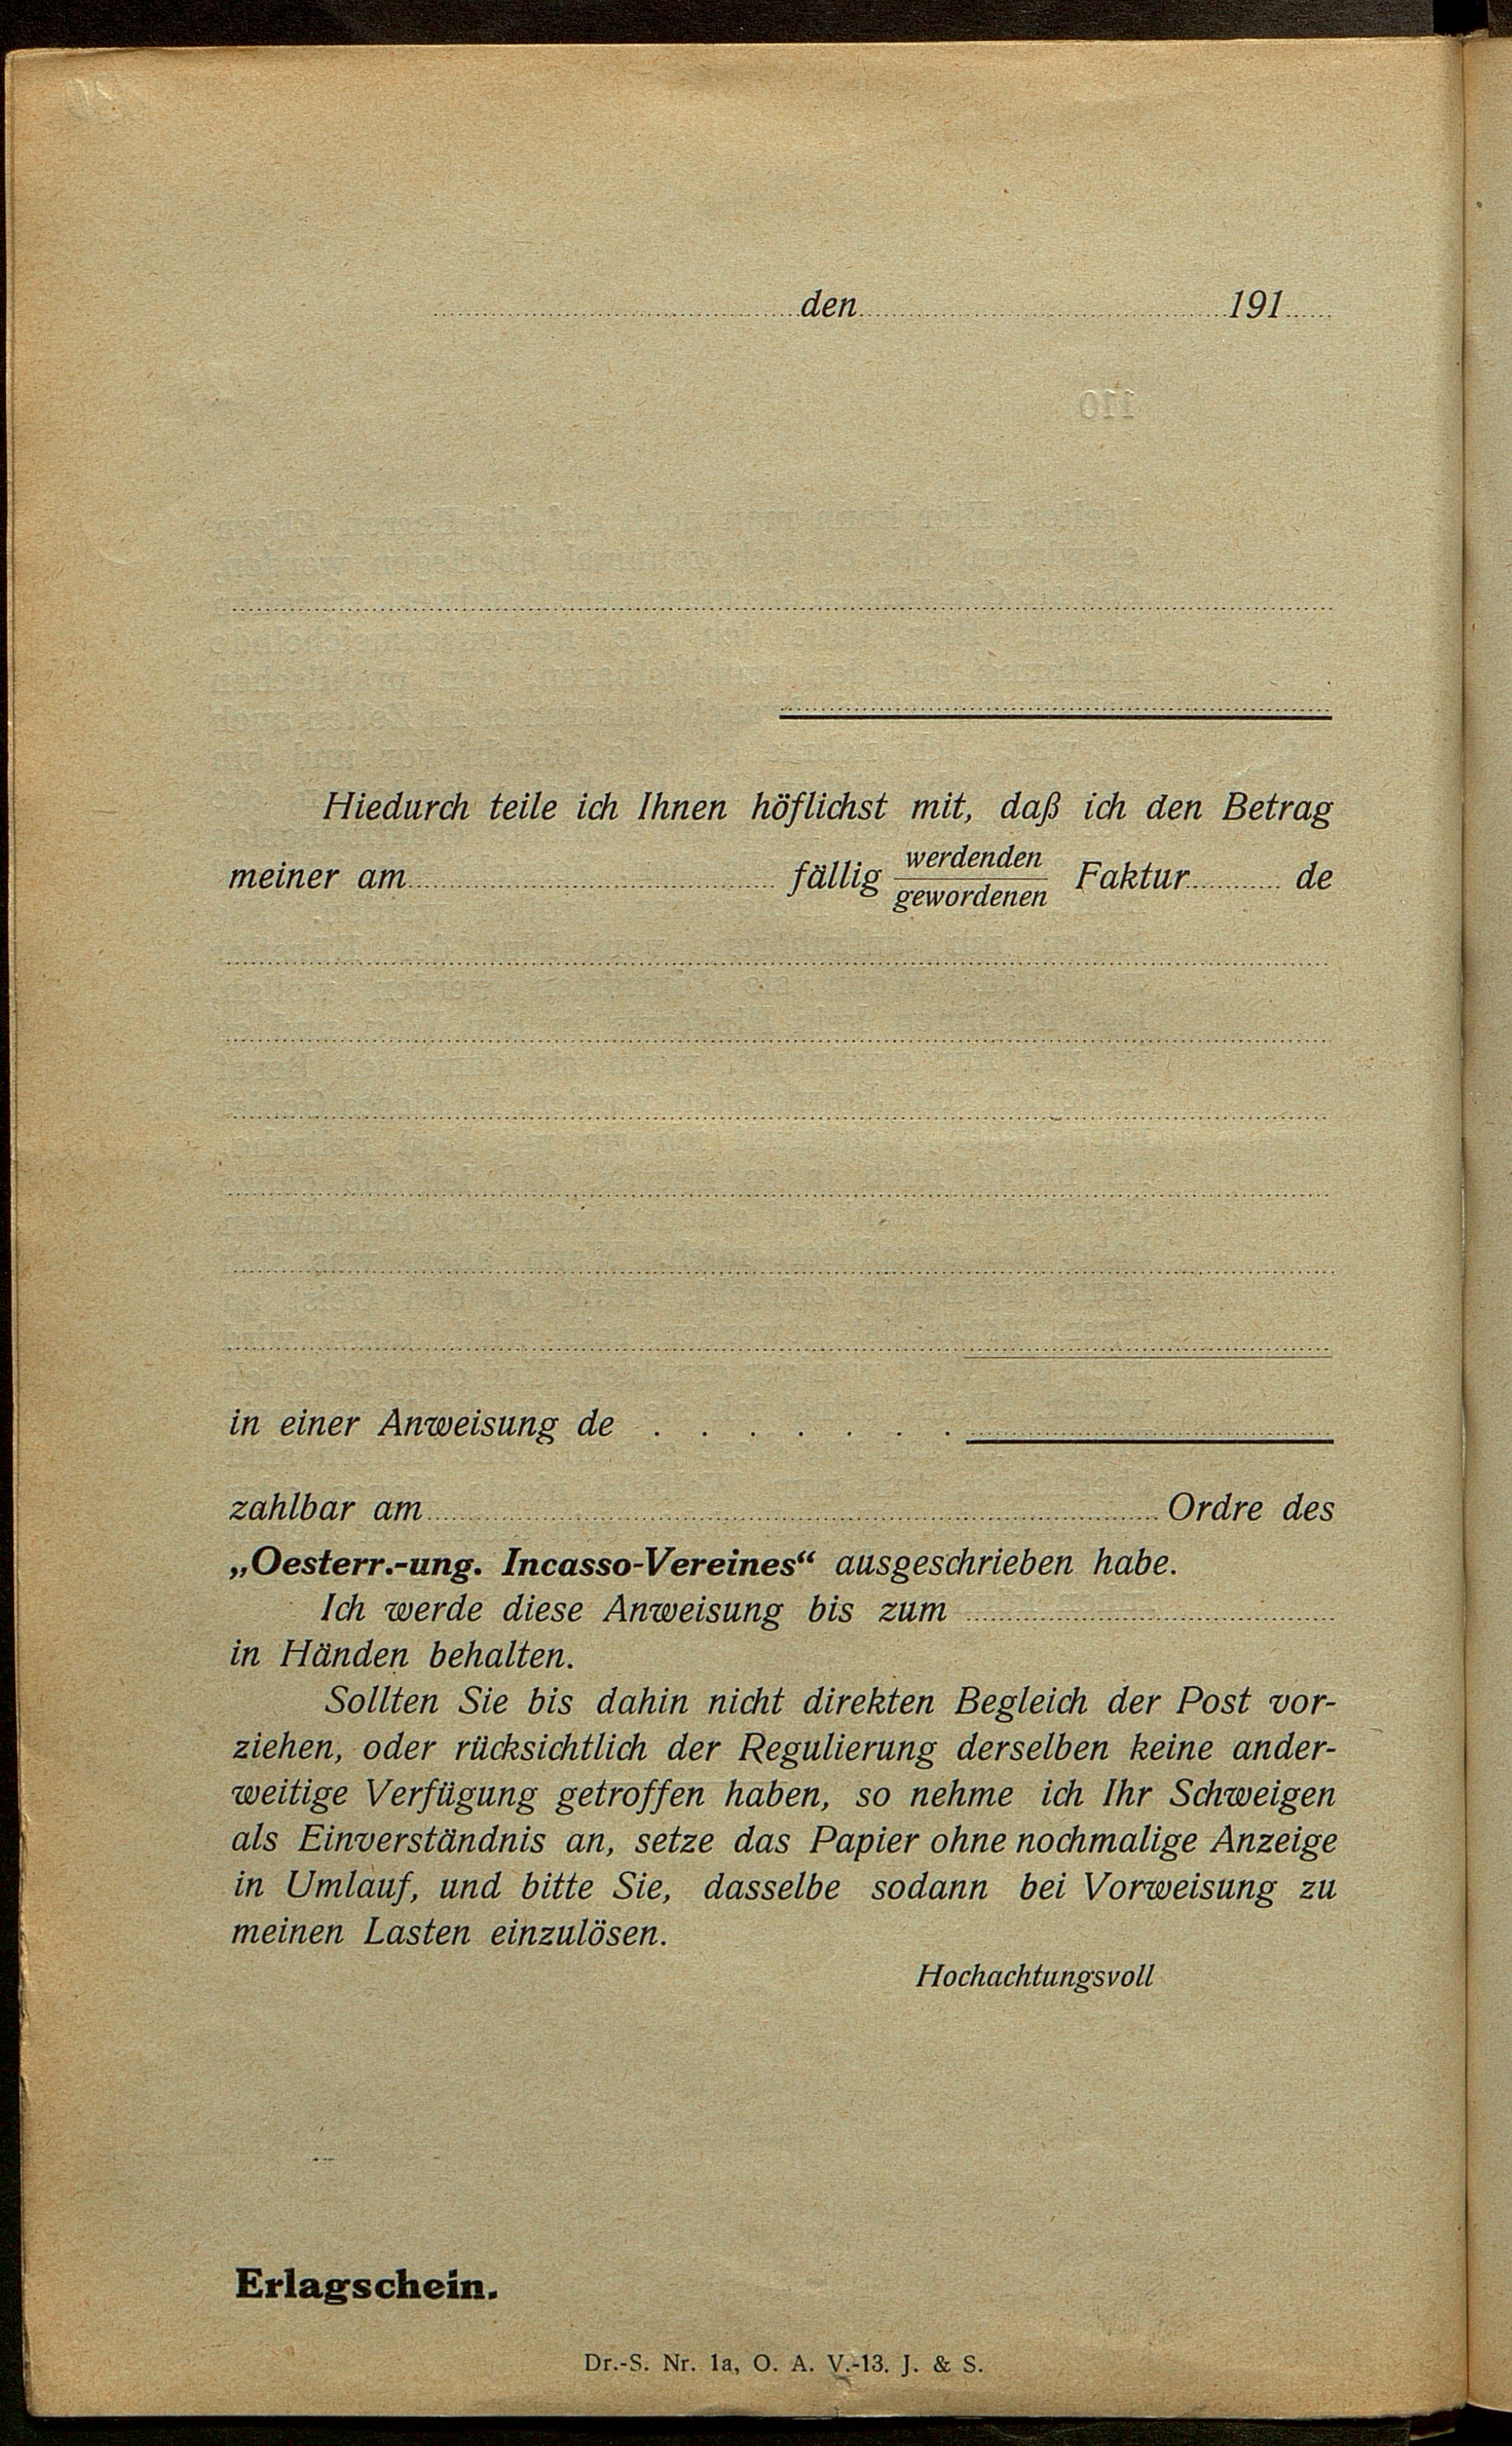 den 191
Hiedurch teile ich Ihnen höflichst mit, daß ich den Betrag
meiner am fällig werdenden
gewordenen Faktur de
in einer Anweisung de . . . . . . .
zahlbar am Ordre des
„Oesterr.-ung. Incasso-Vereines“ ausgeschrieben habe.
Ich werde diese Anweisung bis zum
in Händen behalten.
Sollten Sie bis dahin nicht direkten Begleich der Post vor-
ziehen, oder rücksichtlich der Regulierung derselben keine ander-
weitige Verfügung getroffen haben, so nehme ich Ihr Schweigen
als Einverständnis an, setze das Papier ohne nochmalige Anzeige
in Umlauf, und bitte Sie, dasselbe sodann bei Vorweisung zu
meinen Lasten einzulösen.
Hochachtungsvoll
Erlagschein.
Dr.-S. Nr. 1a, O. A. V.-13. J. & S.